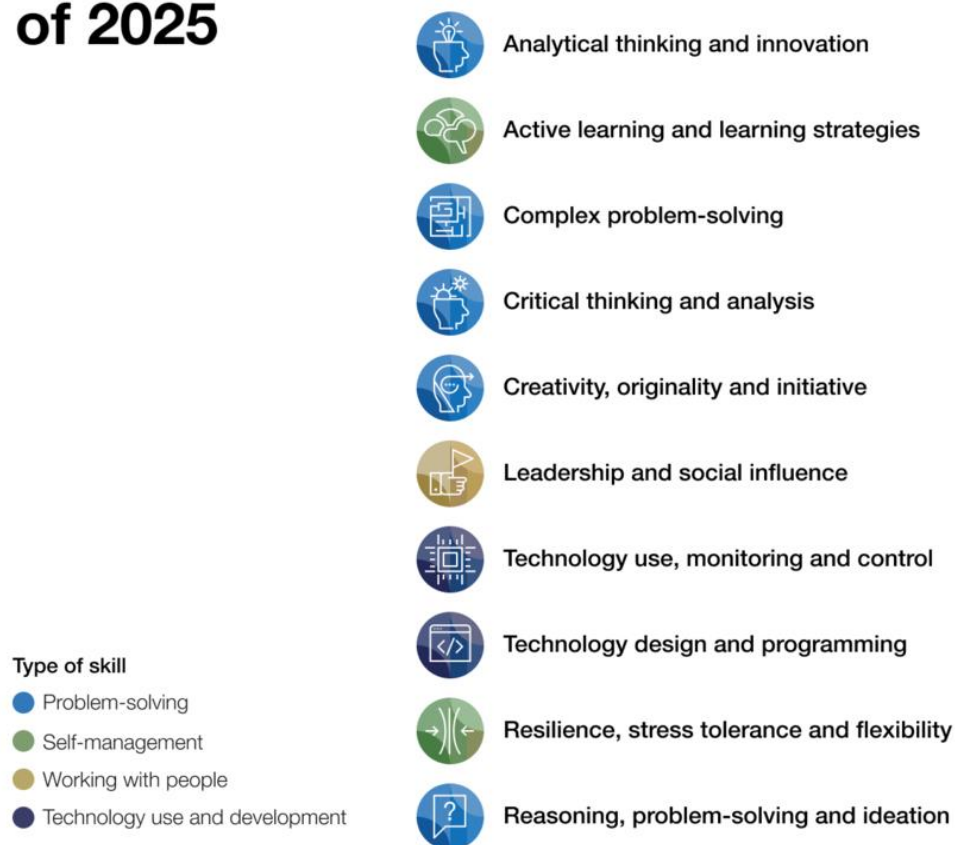 of 2025
Analytical thinking and innovation
Active learning and learning strategies
Complex problem-solving
Critical thinking and analysis
Creativity, originality and initiative
Leadership and social influence
Technology use, monitoring and control
Technology design and programming
Resilience, stress tolerance and flexibility
Reasoning, problem-solving and ideation
Type of skill
Problem-solving
Self-management
Working with people
Technology use and development